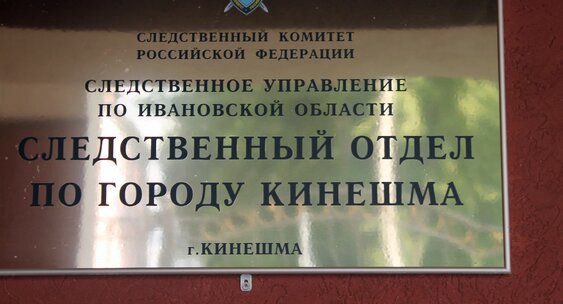 СЛЕДСТВЕННЫЙ КОМИТЕТ
РОССИЙСКОЙ ФЕДЕРАЦИИ
СЛЕДСТВЕННОЕ УПРАВЛЕНИЕ
ПО ИВАНОВСКОЙ ОБЛАСТИ
СЛЕДСТВЕННЫЙ ОТДЕЛ
ПО ГОРОДУ КИНЕШМА
г.КИНЕШМА